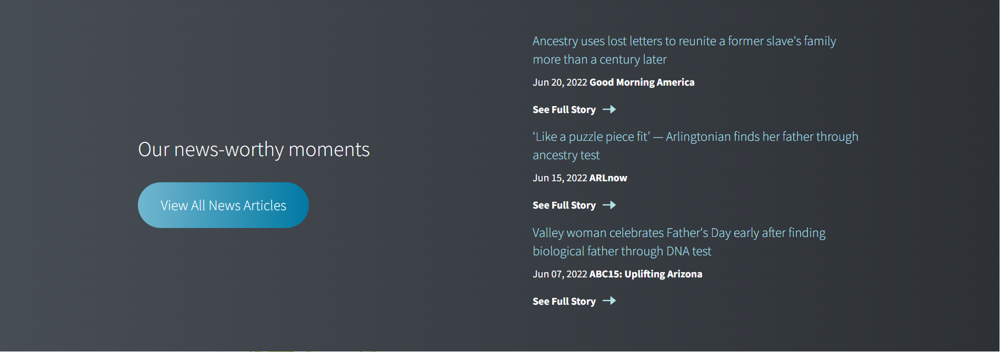 Our news-worthy moments
View All News Articles
Ancestry uses lost letters to reunite a former slave's family
more than a century later
Jun 20, 2022 Good Morning America
See Full Story
‘Like a puzzle piece fit’ — Arlingtonian finds her father through
ancestry test
Jun 15, 2022 ARLnow
See Full Story
Valley woman celebrates Father's Day early after finding
biological father through DNA test
Jun 07, 2022 ABC15: Uplifting Arizona
See Full Story